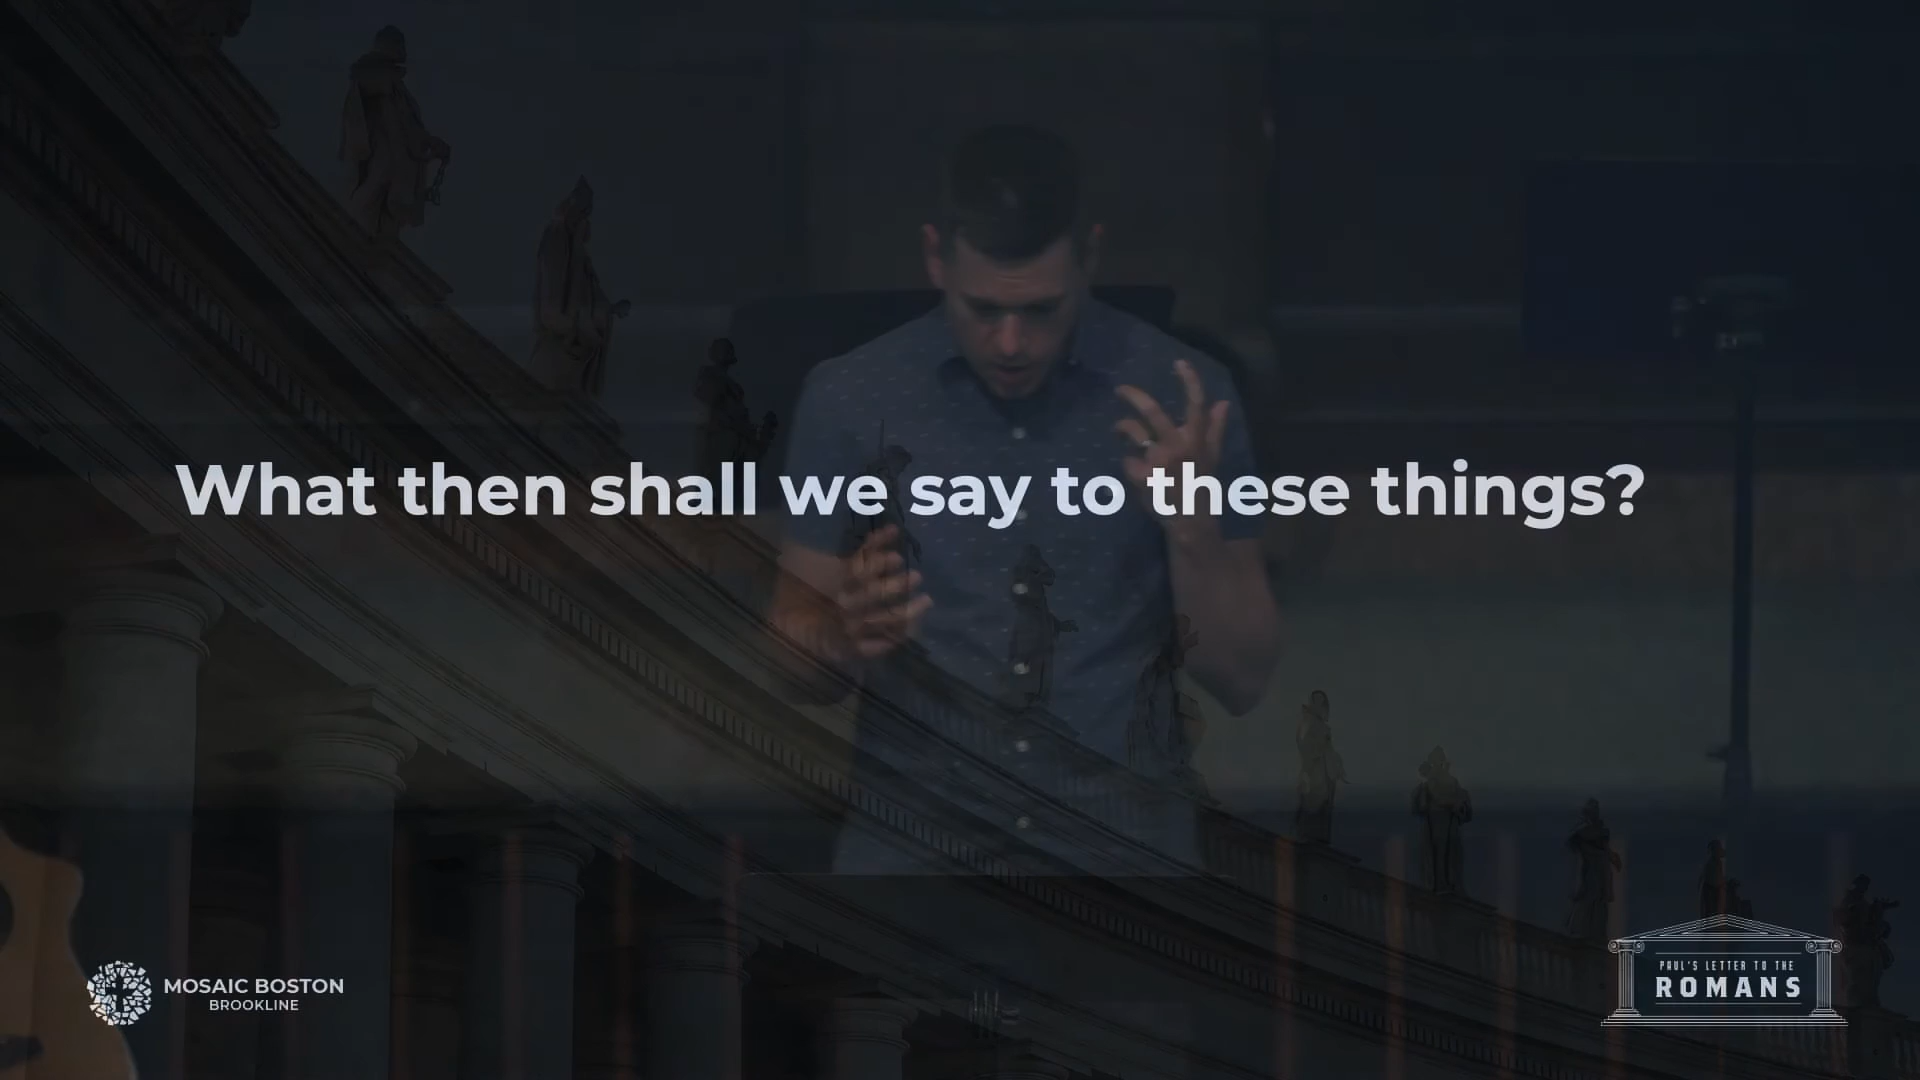 What then shall we say to these things?
MOSAIC BOSTON
BROOKLINE
PAUL'S LETTER TO THE
ROMANS